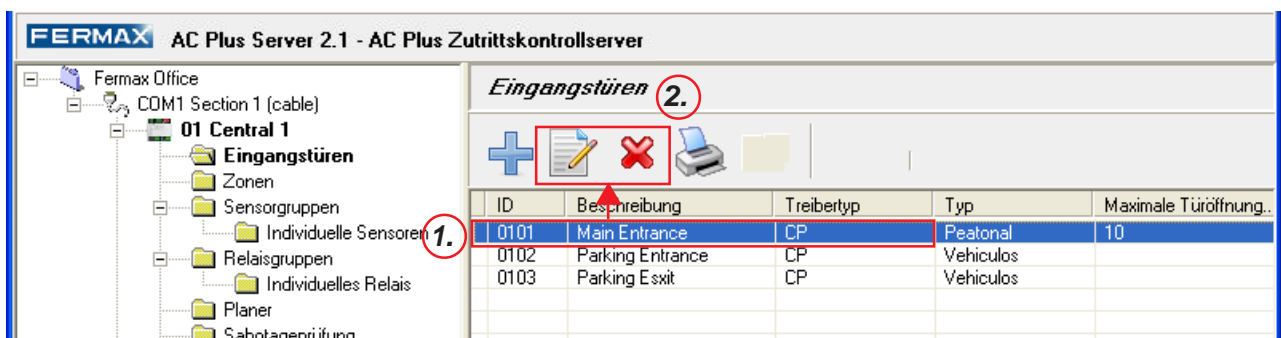 FERMAX AC Plus Server 2.1 - AC Plus Zutrittskontrollserver
Fermax Office
COM1 Section 1 (cable)
01 Central 1
Eingangstüren
Zonen
Sensorgruppen
Individuelle Sensoren
Relaisgruppen
Individuelles Relais
Planer
Sabotageprüfung
1.
Eingangstüren
2.
ID Beschreibung Treibertyp Typ Maximale Türöffnung..
0101 Main Entrance CP Peatonal 10
0102 Parking Entrance CP Vehiculos
0103 Parking Esxit CP Vehiculos